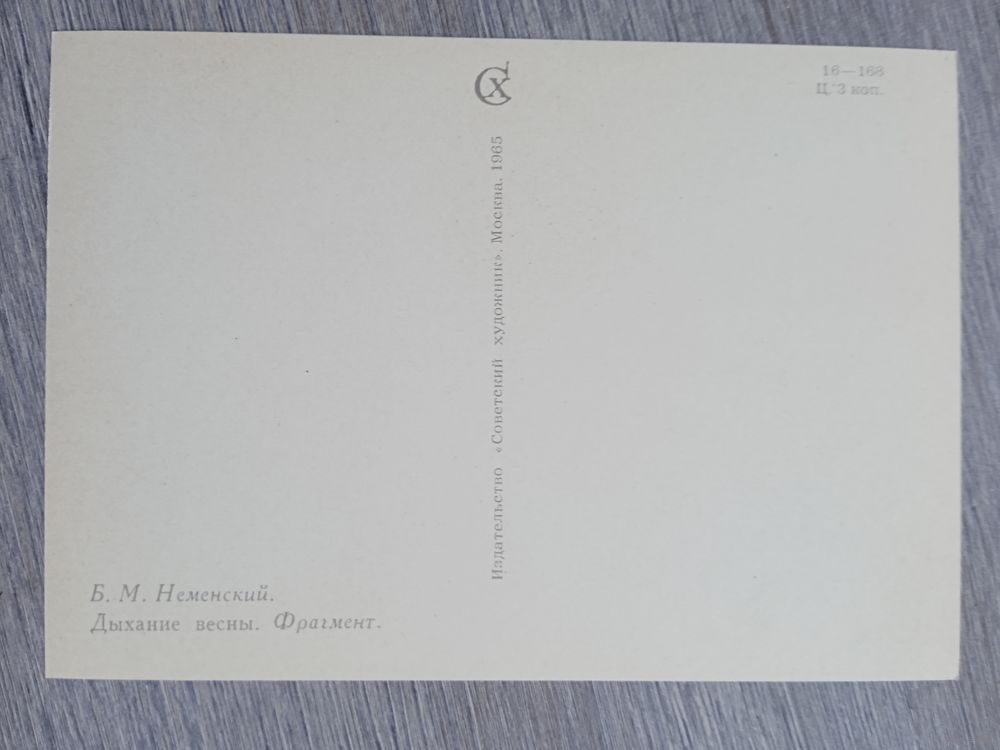 СХ
16—168
Ц. 3 коп.
Издательство «Советский художник». Москва. 1965
Б. М. Неменский.
Дыхание весны. Фрагмент.